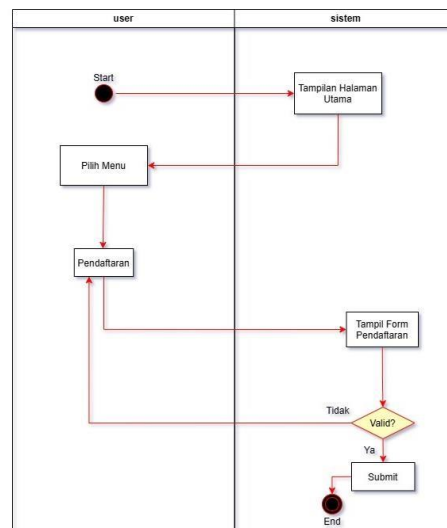 user
sistem
Start
Tampilan Halaman
Utama
Pilih Menu
Pendaftaran
Tampil Form
Pendaftaran
Tidak
Valid?
Ya
Submit
End